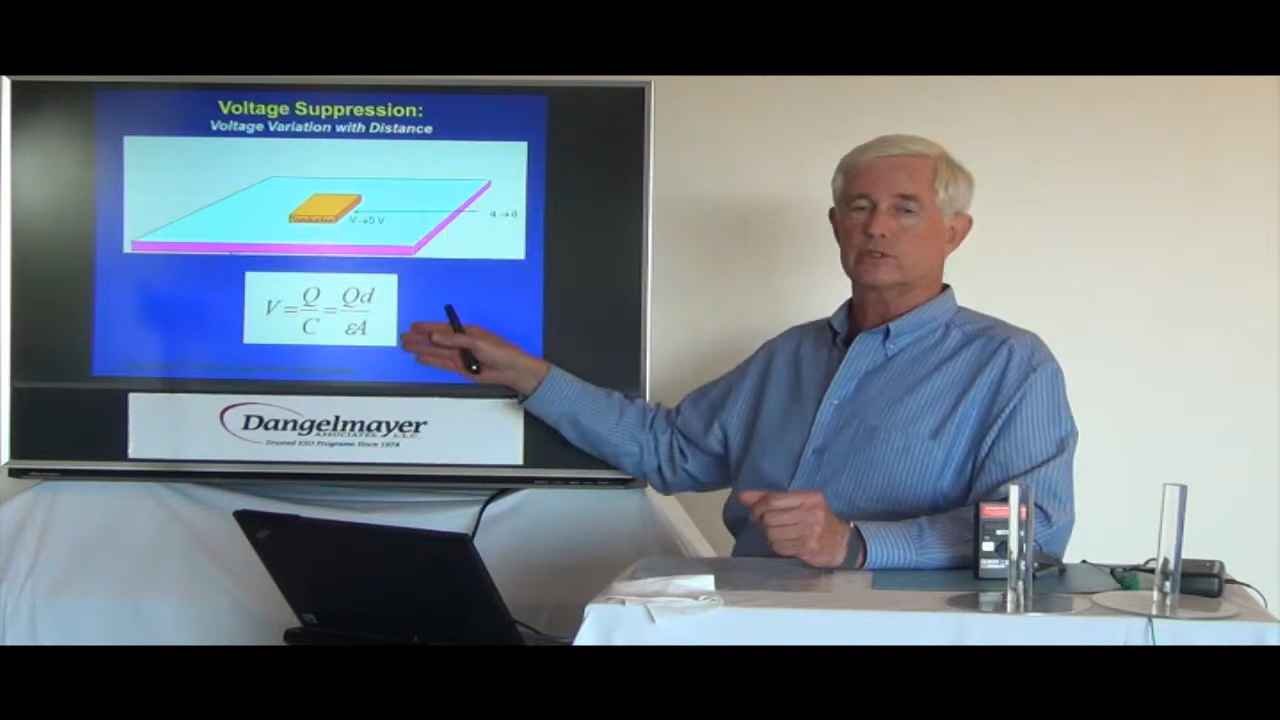 Voltage Suppression:
Voltage Variation with Distance
conductor
V→0 V
d → 0
V = Q/C = Qd/εA
Dangelmayer
ASSOCIATES L.L.C.
Trusted ESD Programs Since 1974